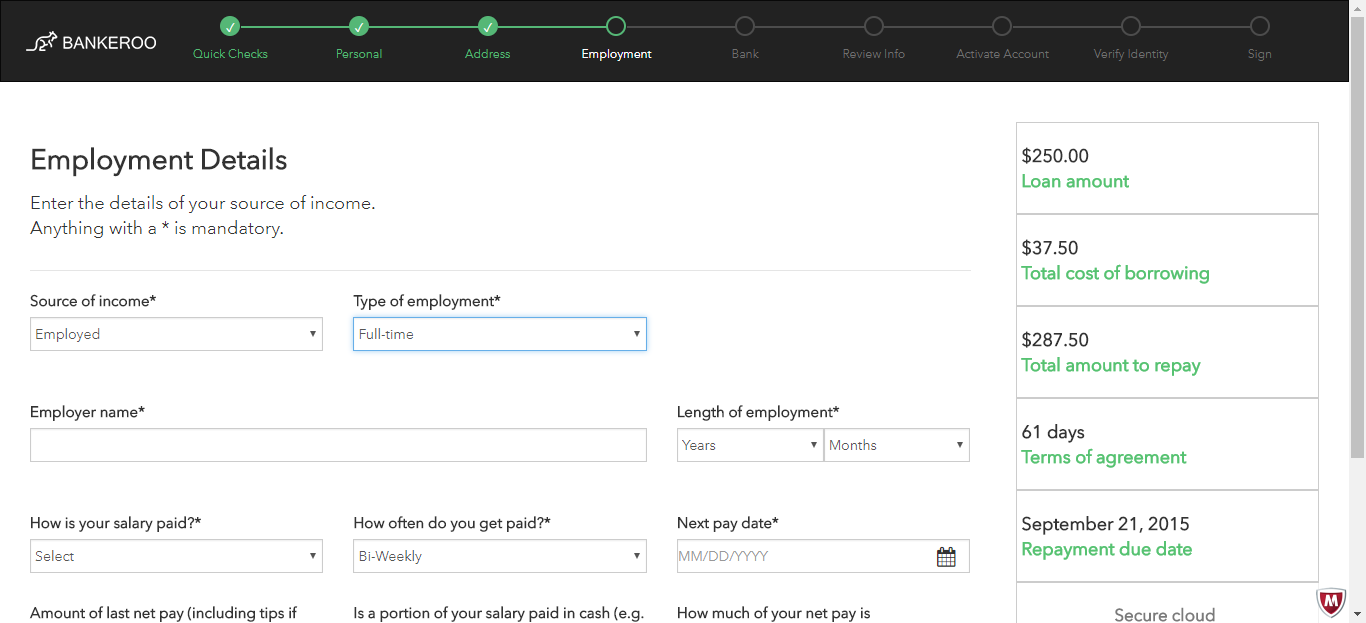 BANKEROO
Quick Checks
Personal
Address
Employment
Bank
Review Info
Activate Account
Verify Identity
Sign
Employment Details
Enter the details of your source of income.
Anything with a * is mandatory.
Source of income*
Type of employment*
Employed
Full-time
Employer name*
Length of employment*
Years
Months
How is your salary paid?*
How often do you get paid?*
Next pay date*
Select
Bi-Weekly
MM/DD/YYYY
Amount of last net pay (including tips if
Is a portion of your salary paid in cash (e.g.
How much of your net pay is
$250.00
Loan amount
$37.50
Total cost of borrowing
$287.50
Total amount to repay
61 days
Terms of agreement
September 21, 2015
Repayment due date
Secure cloud